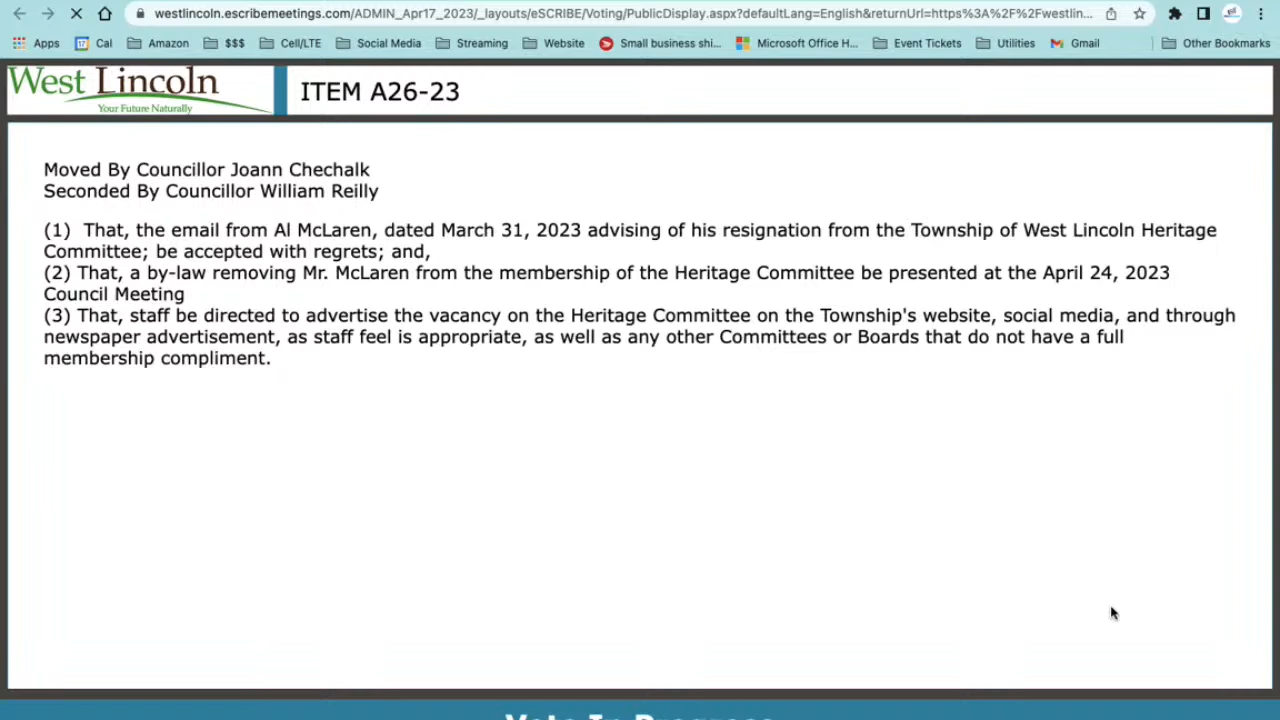 westlincoln.escribemeetings.com/ADMIN_Apr17_2023/_layouts/eSCRIBE/Voting/PublicDisplay.aspx?defaultLang=English&returnUrl=https%3A%2F%2Fwestlin...
Apps 17 Cal Amazon $$$ Cell/LTE Social Media Streaming Website Small business shi... Microsoft Office H... Event Tickets Utilities Gmail Other Bookmarks
West Lincoln
Your Future Naturally
ITEM A26-23
Moved By Councillor Joann Chechalk
Seconded By Councillor William Reilly
(1) That, the email from Al McLaren, dated March 31, 2023 advising of his resignation from the Township of West Lincoln Heritage
Committee; be accepted with regrets; and,
(2) That, a by-law removing Mr. McLaren from the membership of the Heritage Committee be presented at the April 24, 2023
Council Meeting
(3) That, staff be directed to advertise the vacancy on the Heritage Committee on the Township's website, social media, and through
newspaper advertisement, as staff feel is appropriate, as well as any other Committees or Boards that do not have a full
membership compliment.
Vote In Progress